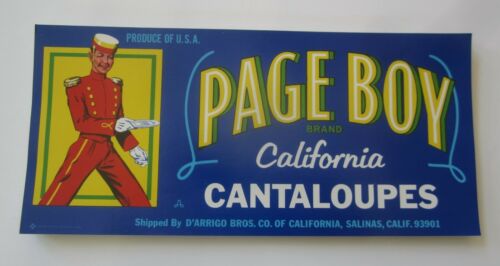 PRODUCE OF U.S.A.
PAGE BOY
BRAND
California
CANTALOUPES
Shipped By D'ARRIGO BROS. CO. OF CALIFORNIA, SALINAS, CALIF. 93901